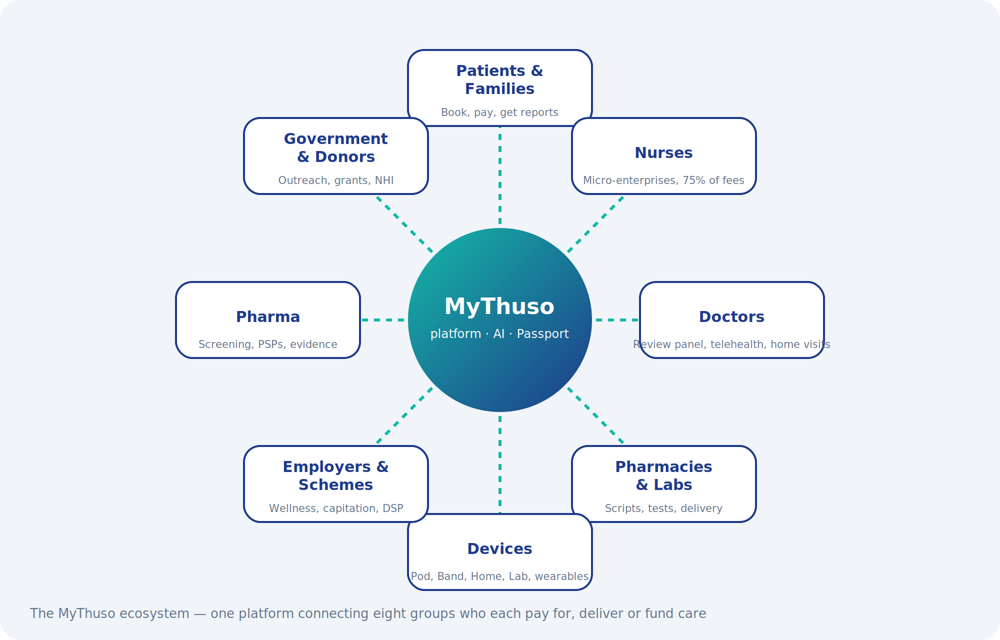 Patients &
Families
Book, pay, get reports
Government
& Donors
Outreach, grants, NHI
Nurses
Micro-enterprises, 75% of fees
Pharma
Screening, PSPs, evidence
MyThuso
platform · AI · Passport
Doctors
Review panel, telehealth, home visits
Employers &
Schemes
Wellness, capitation, DSP
Pharmacies
& Labs
Scripts, tests, delivery
Devices
Pod, Band, Home, Lab, wearables
The MyThuso ecosystem — one platform connecting eight groups who each pay for, deliver or fund care